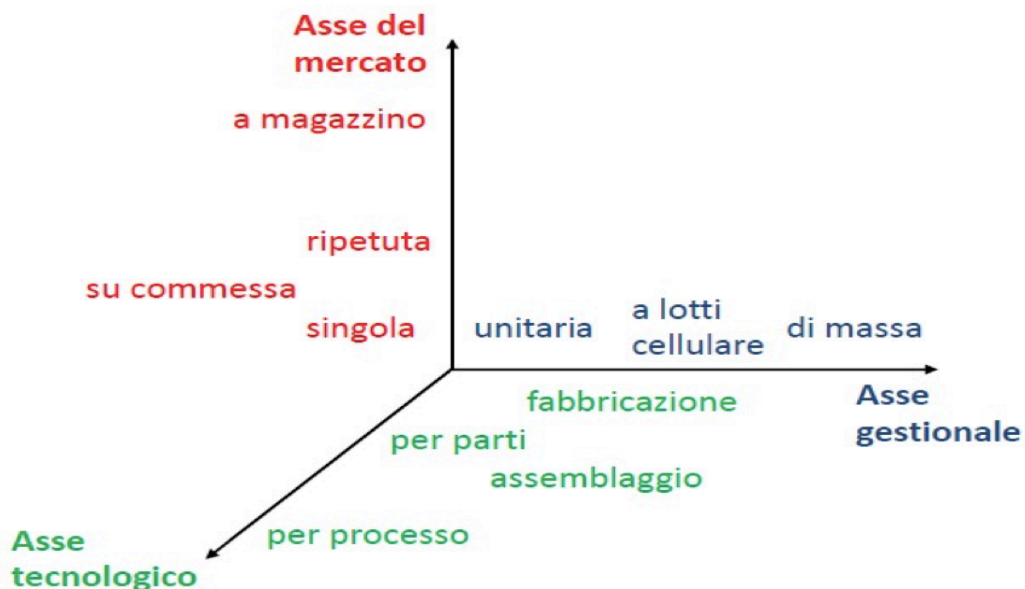 Asse del
mercato
a magazzino
ripetuta
su commessa
singola
unitaria
a lotti
cellulare
di massa
Asse
gestionale
fabbricazione
per parti
assemblaggio
per processo
Asse
tecnologico